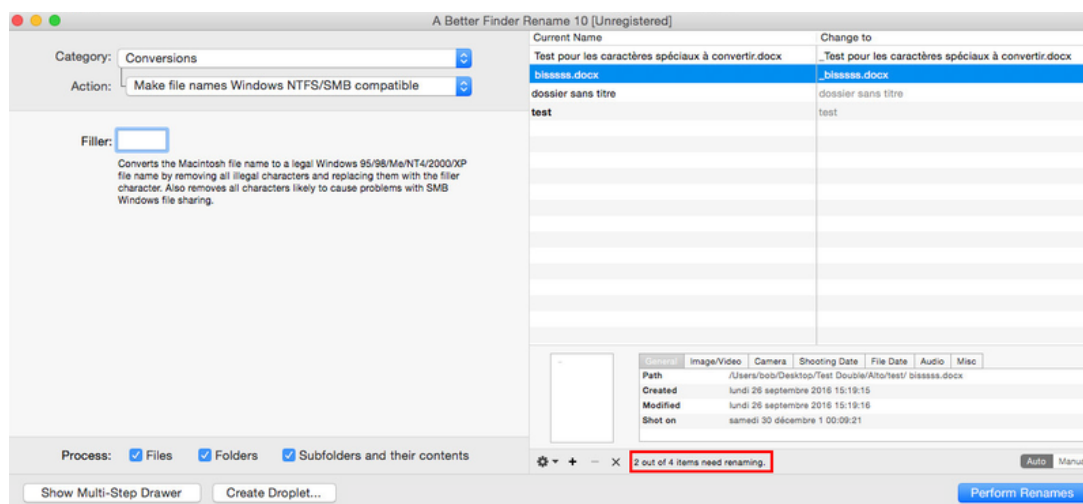 A Better Finder Rename 10 [Unregistered]
Category: Conversions
Action: Make file names Windows NTFS/SMB compatible
Filler:
Converts the Macintosh file name to a legal Windows 95/98/Me/NT4/2000/XP
file name by removing all illegal characters and replacing them with the filler
character. Also removes all characters likely to cause problems with SMB
Windows file sharing.
Current Name Change to
Test pour les caractères spéciaux à convertir.docx _Test pour les caractères spéciaux à convertir.docx
bisssss.docx _bisssss.docx
dossier sans titre dossier sans titre
test test
General Image/Video Camera Shooting Date File Date Audio Misc
Path /Users/bob/Desktop/Test Double/Alto/test/ bisssss.docx
Created lundi 26 septembre 2016 15:19:15
Modified lundi 26 septembre 2016 15:19:16
Shot on samedi 30 décembre 1 00:09:21
Process: Files Folders Subfolders and their contents
2 out of 4 items need renaming.
Auto Manua
Show Multi-Step Drawer Create Droplet... Perform Renames